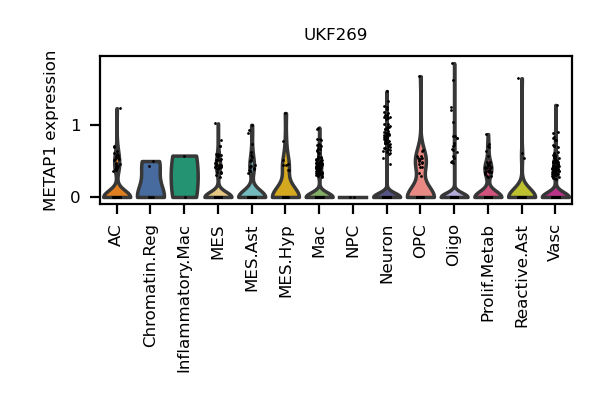 UKF269
METAP1 expression
1
0
AC
Chromatin.Reg
Inflammatory.Mac
MES
MES.Ast
MES.Hyp
Mac
NPC
Neuron
OPC
Oligo
Prolif.Metab
Reactive.Ast
Vasc